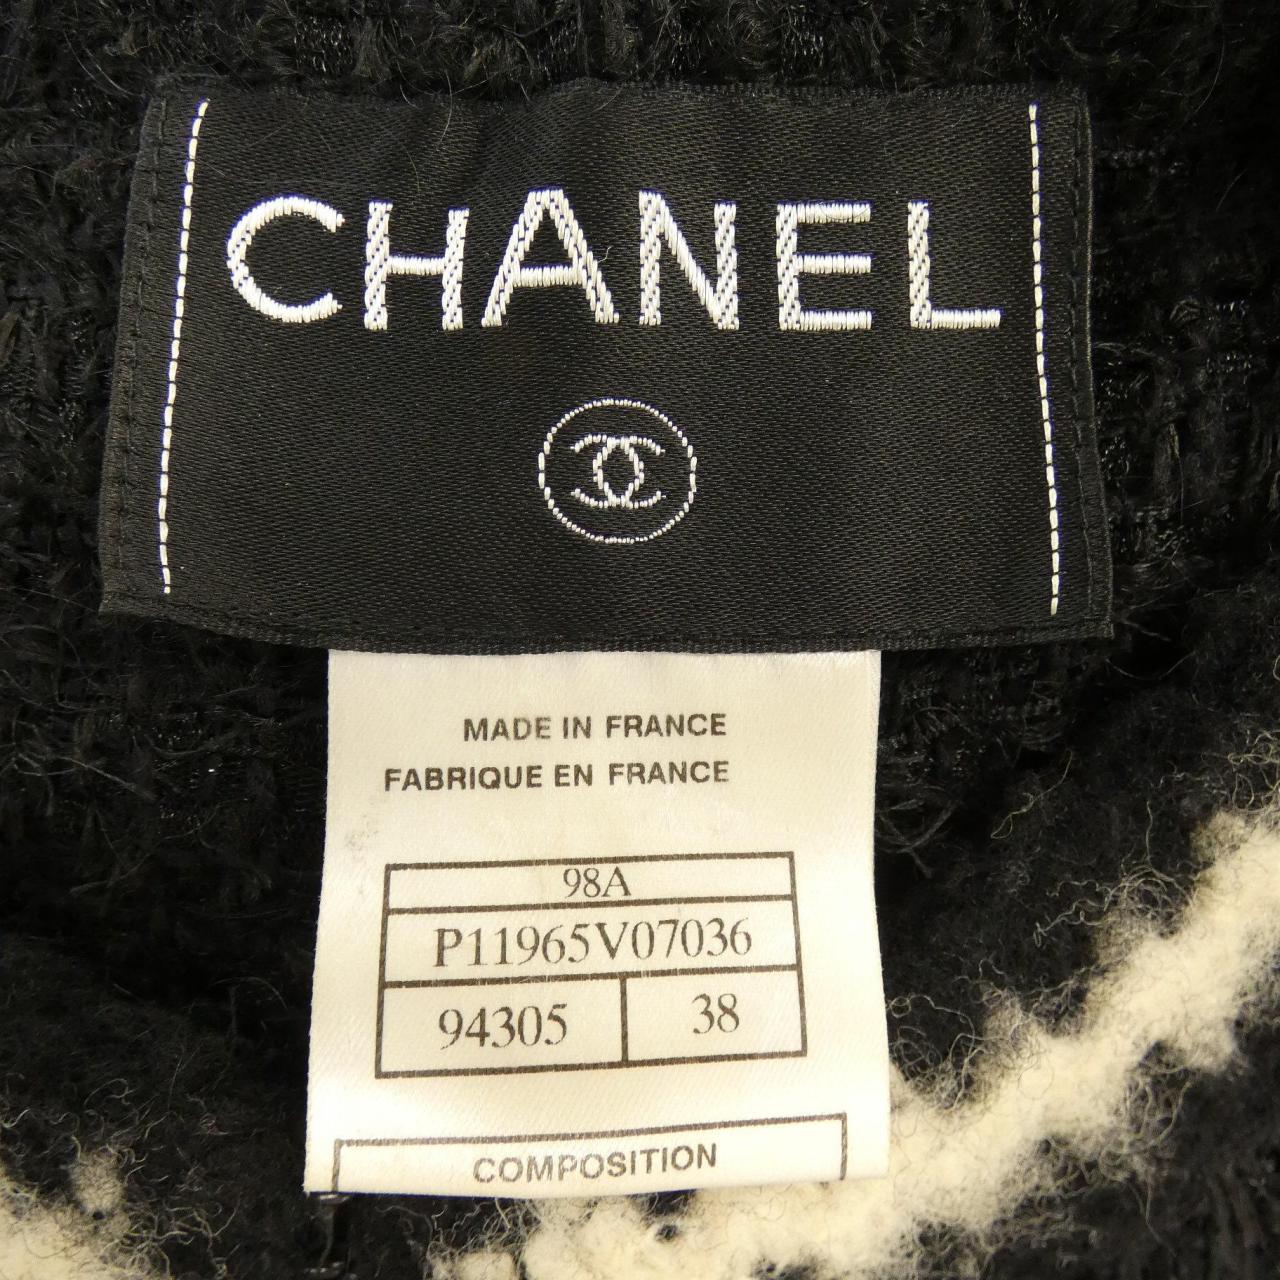 CHANEL
MADE IN FRANCE
FABRIQUE EN FRANCE
98A
P11965V07036
94305 38
COMPOSITION